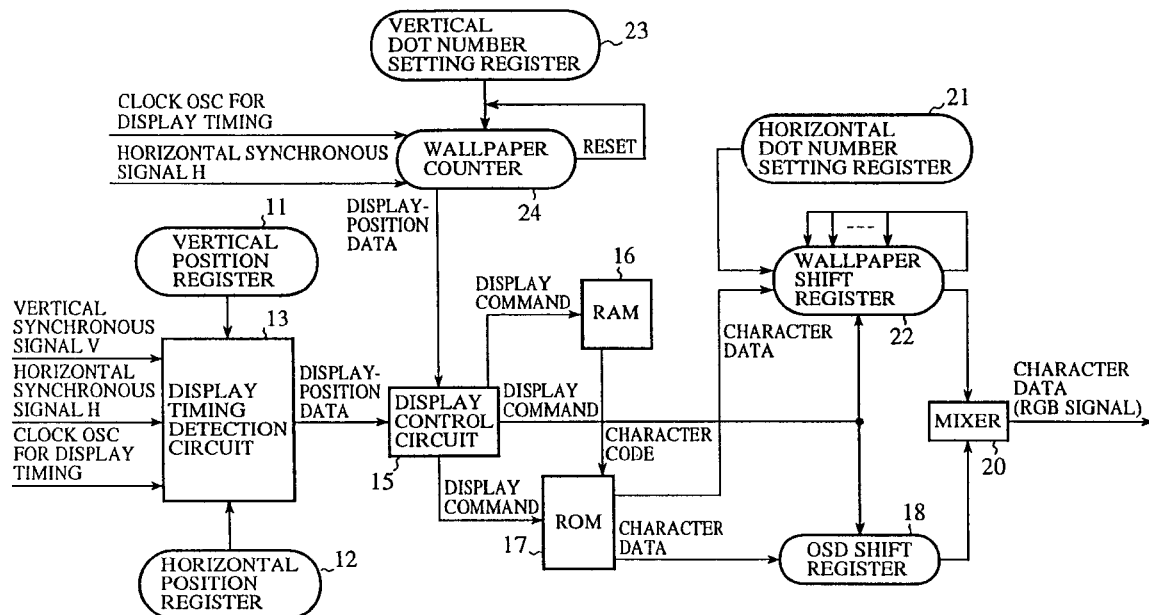 VERTICAL
DOT NUMBER
SETTING REGISTER
23
CLOCK OSC FOR
DISPLAY TIMING
HORIZONTAL SYNCHRONOUS
SIGNAL H
WALLPAPER
COUNTER
RESET
24
21
HORIZONTAL
DOT NUMBER
SETTING REGISTER
DISPLAY-
POSITION
DATA
11
VERTICAL
POSITION
REGISTER
16
DISPLAY
COMMAND
RAM
WALLPAPER
SHIFT
REGISTER
22
VERTICAL
SYNCHRONOUS
SIGNAL V
HORIZONTAL
SYNCHRONOUS
SIGNAL H
CLOCK OSC
FOR DISPLAY
TIMING
13
DISPLAY
TIMING
DETECTION
CIRCUIT
DISPLAY-
POSITION
DATA
DISPLAY
CONTROL
CIRCUIT
15
DISPLAY
COMMAND
CHARACTER
DATA
CHARACTER
CODE
MIXER
20
CHARACTER
DATA
(RGB SIGNAL)
DISPLAY
COMMAND
ROM
17
CHARACTER
DATA
18
OSD SHIFT
REGISTER
HORIZONTAL
POSITION
REGISTER
12